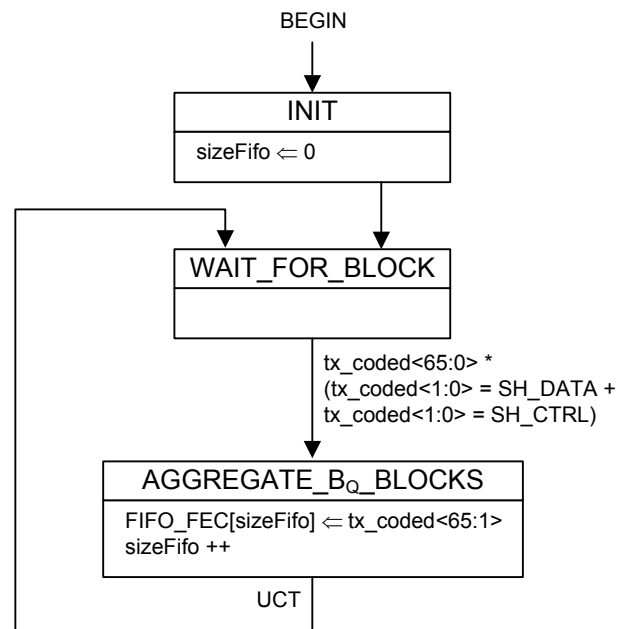 BEGIN
INIT
sizeFifo ⇐ 0
WAIT_FOR_BLOCK
tx_coded<65:0> *
(tx_coded<1:0> = SH_DATA +
tx_coded<1:0> = SH_CTRL)
AGGREGATE_B_Q_BLOCKS
FIFO_FEC[sizeFifo] ⇐ tx_coded<65:1>
sizeFifo ++
UCT